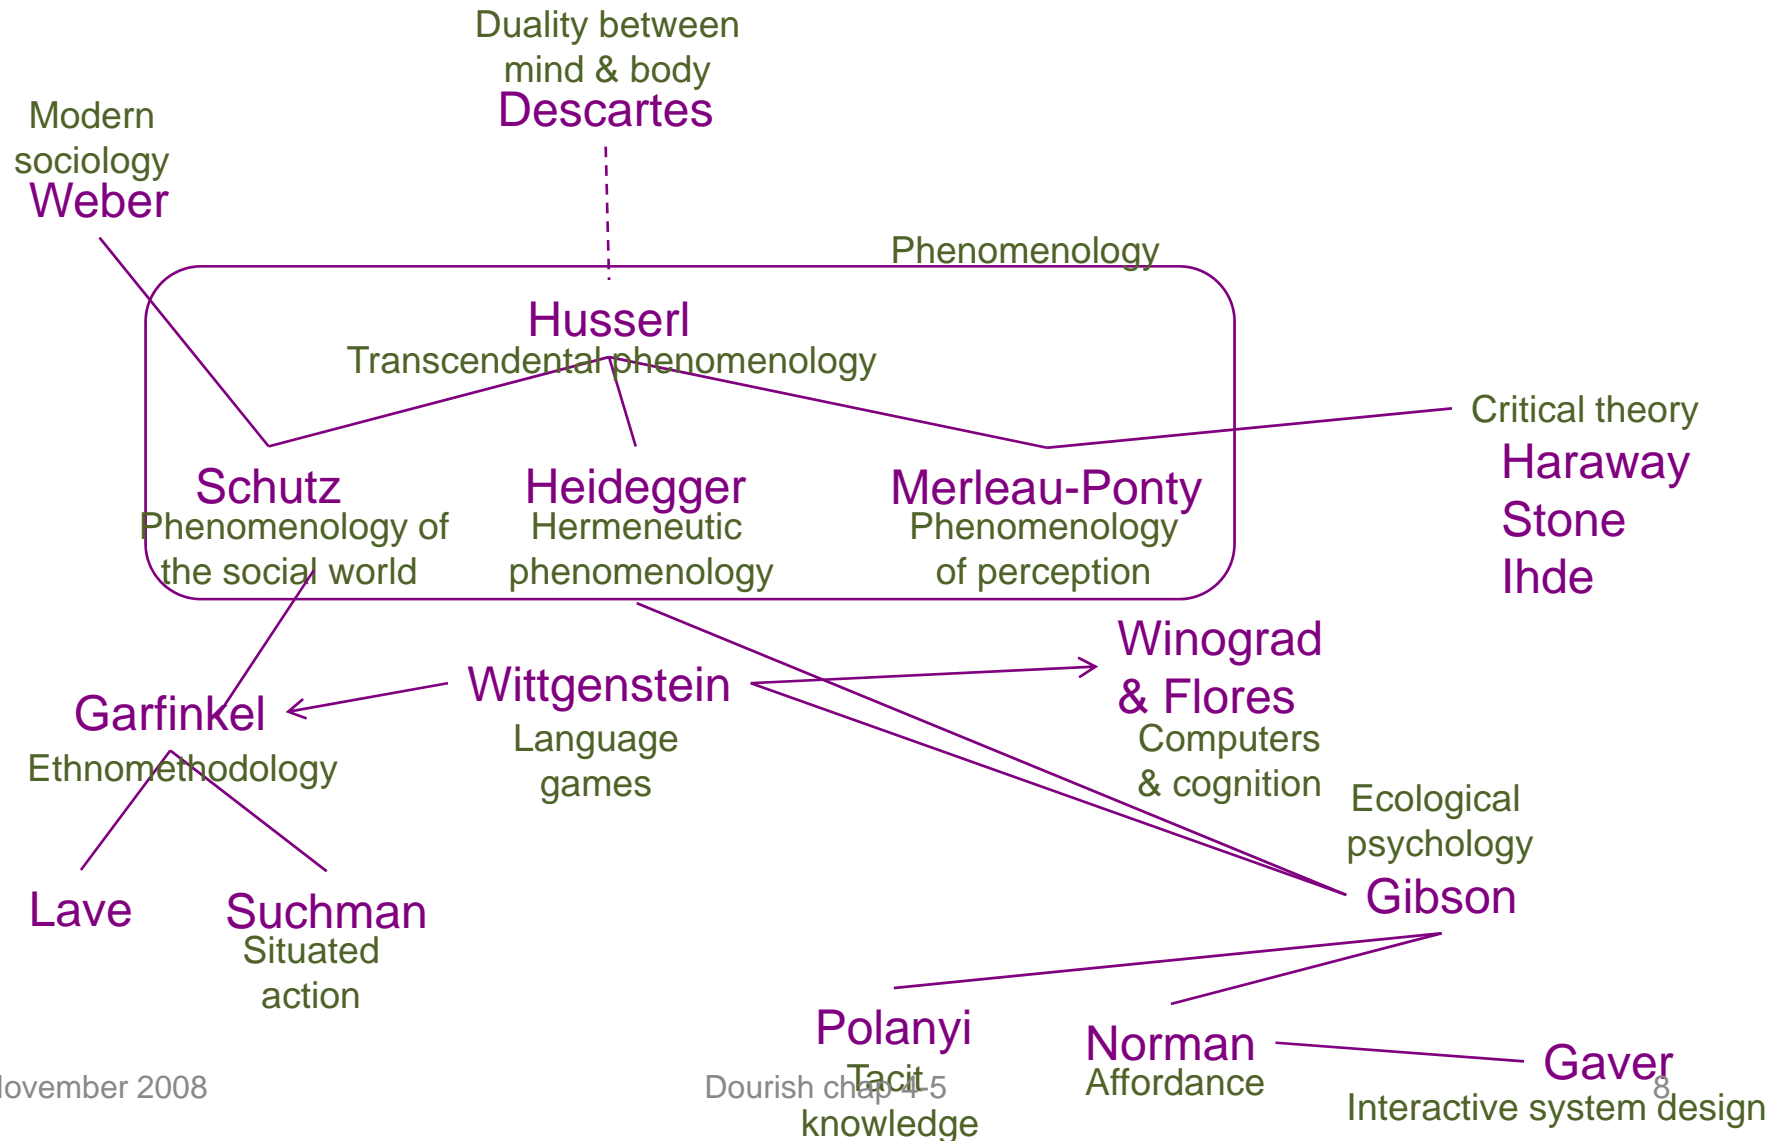 Duality between
mind & body
Descartes
Modern
sociology
Weber
Phenomenology
Husserl
Transcendental phenomenology
Critical theory
Haraway
Stone
Ihde
Schutz
Phenomenology of
the social world
Heidegger
Hermeneutic
phenomenology
Merleau-Ponty
Phenomenology
of perception
Winograd
& Flores
Computers
& cognition
Wittgenstein
Language
games
Garfinkel
Ethnomethodology
Ecological
psychology
Gibson
Lave
Suchman
Situated
action
Polanyi
Tacit
knowledge
Norman
Affordance
Gaver
Interactive system design
ovember 2008
Dourish chap 4-5
8